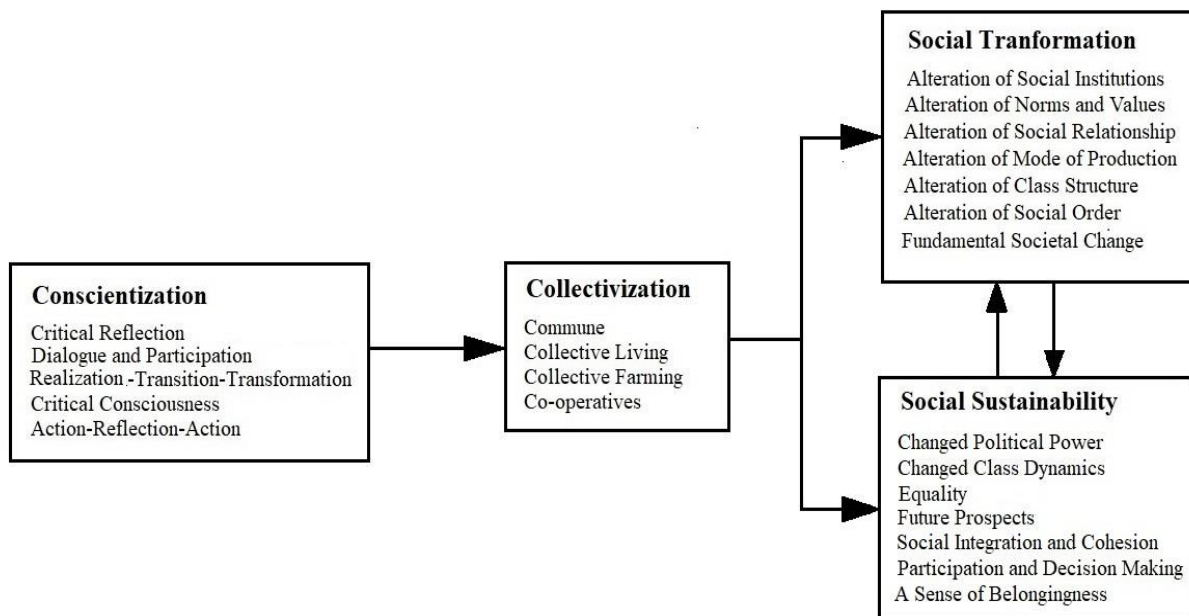 Conscientization
Critical Reflection
Dialogue and Participation
Realization.-Transition-Transformation
Critical Consciousness
Action-Reflection-Action
Collectivization
Commune
Collective Living
Collective Farming
Co-operatives
Social Tranformation
Alteration of Social Institutions
Alteration of Norms and Values
Alteration of Social Relationship
Alteration of Mode of Production
Alteration of Class Structure
Alteration of Social Order
Fundamental Societal Change
Social Sustainability
Changed Political Power
Changed Class Dynamics
Equality
Future Prospects
Social Integration and Cohesion
Participation and Decision Making
A Sense of Belongingness